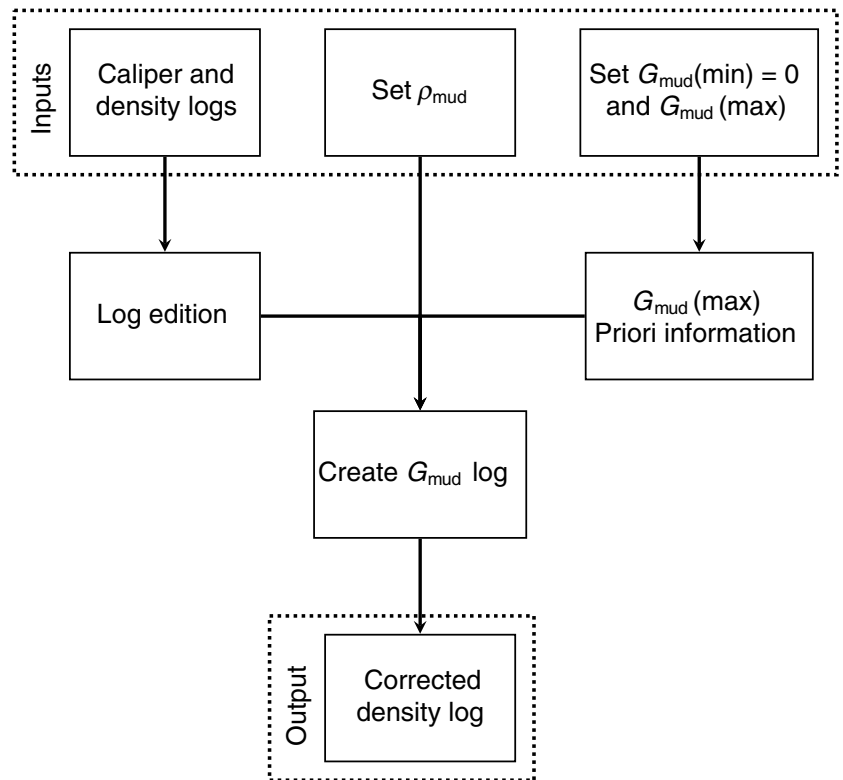 Inputs
Caliper and
density logs
Set ρmud
Set Gmud(min) = 0
and Gmud (max)
Log edition
Gmud (max)
Priori information
Create Gmud log
Output
Corrected
density log